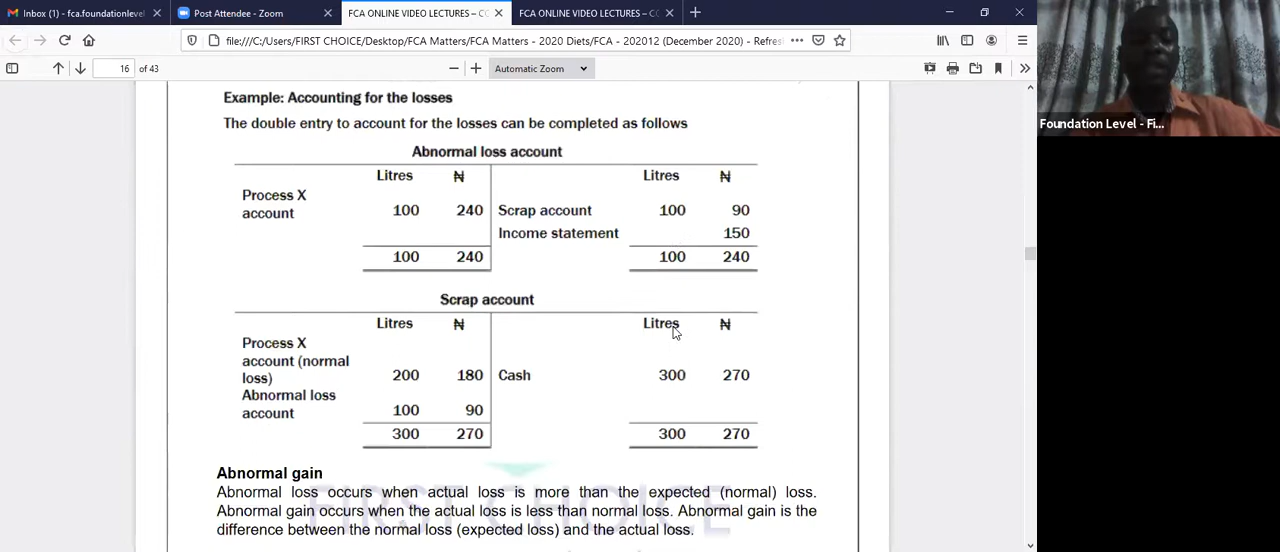 Inbox (1) - fca.foundationlevel
Post Attendee - Zoom
FCA ONLINE VIDEO LECTURES – CC
FCA ONLINE VIDEO LECTURES – CC
file:///C:/Users/FIRST CHOICE/Desktop/FCA Matters/FCA Matters - 2020 Diets/FCA - 202012 (December 2020) - Refres
16 of 43
Automatic Zoom
Foundation Level - Fi...
Example: Accounting for the losses
The double entry to account for the losses can be completed as follows
Abnormal loss account
Litres ₦ Litres ₦
Process X
account 100 240 Scrap account 100 90
Income statement 150
100 240 100 240
Scrap account
Litres ₦ Litres ₦
Process X
account (normal
loss) 200 180 Cash 300 270
Abnormal loss
account 100 90
300 270 300 270
Abnormal gain
Abnormal loss occurs when actual loss is more than the expected (normal) loss.
Abnormal gain occurs when the actual loss is less than normal loss. Abnormal gain is the
difference between the normal loss (expected loss) and the actual loss.
FIRST CHOICE